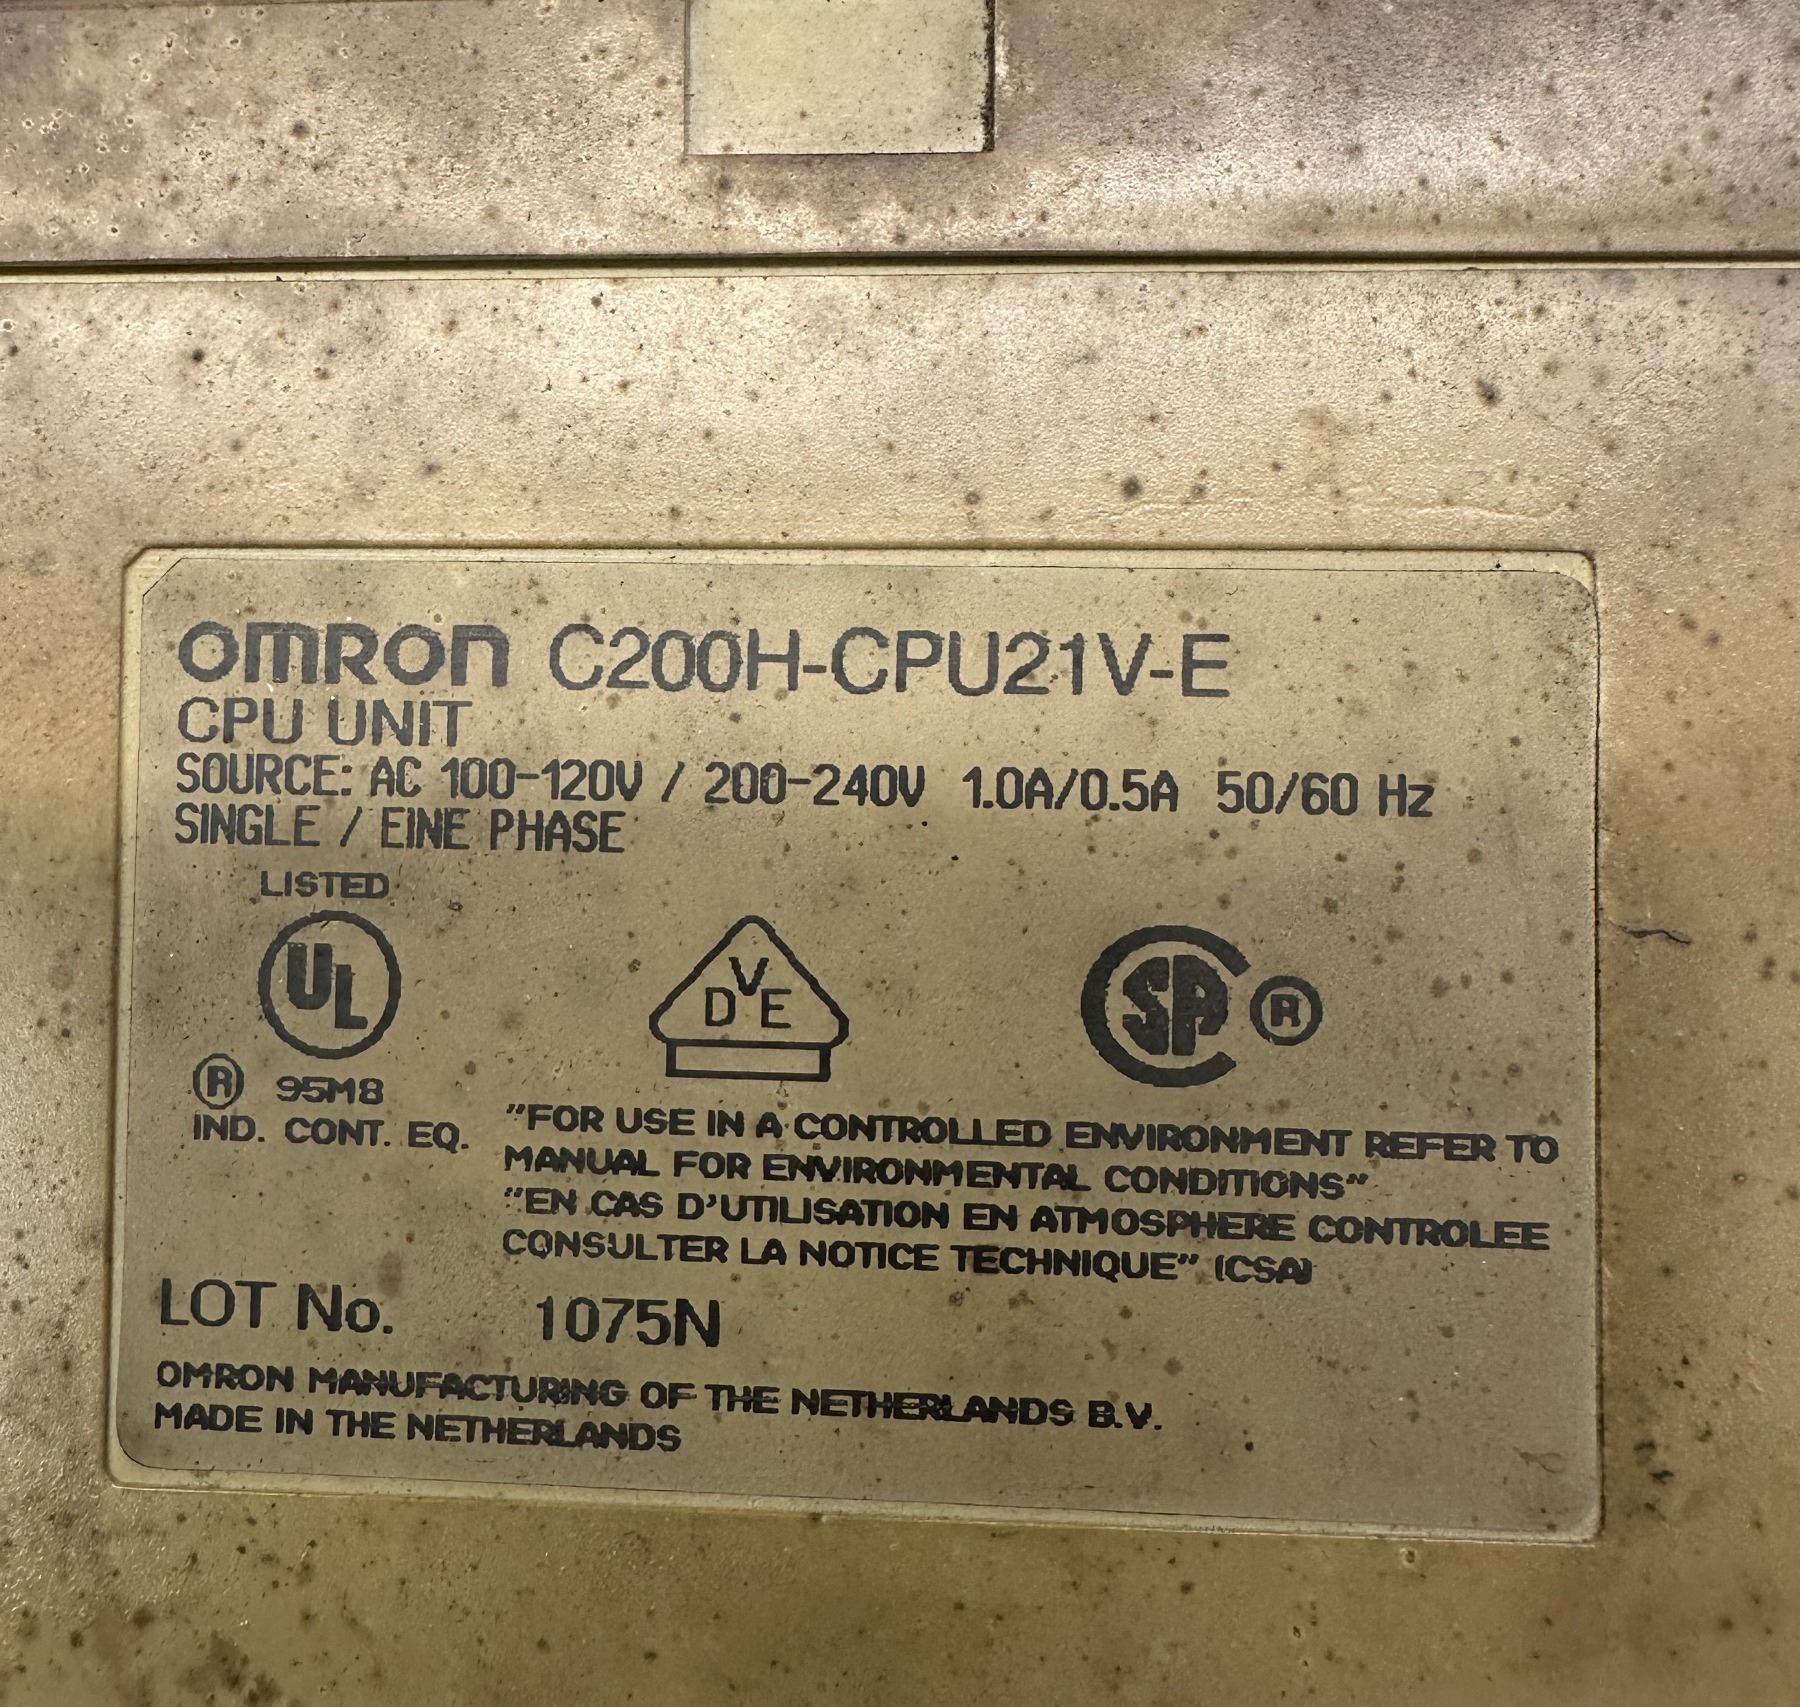 OMRON C200H-CPU21V-E
CPU UNIT
SOURCE: AC 100-120V / 200-240V 1.0A/0.5A 50/60 Hz
SINGLE / EINE PHASE
LISTED
UL
® 95M8
IND. CONT. EQ.
DVE
SA ®
"FOR USE IN A CONTROLLED ENVIRONMENT REFER TO
MANUAL FOR ENVIRONMENTAL CONDITIONS"
"EN CAS D'UTILISATION EN ATMOSPHERE CONTROLEE
CONSULTER LA NOTICE TECHNIQUE" (CSA)
LOT No. 1075N
OMRON MANUFACTURING OF THE NETHERLANDS B.V.
MADE IN THE NETHERLANDS